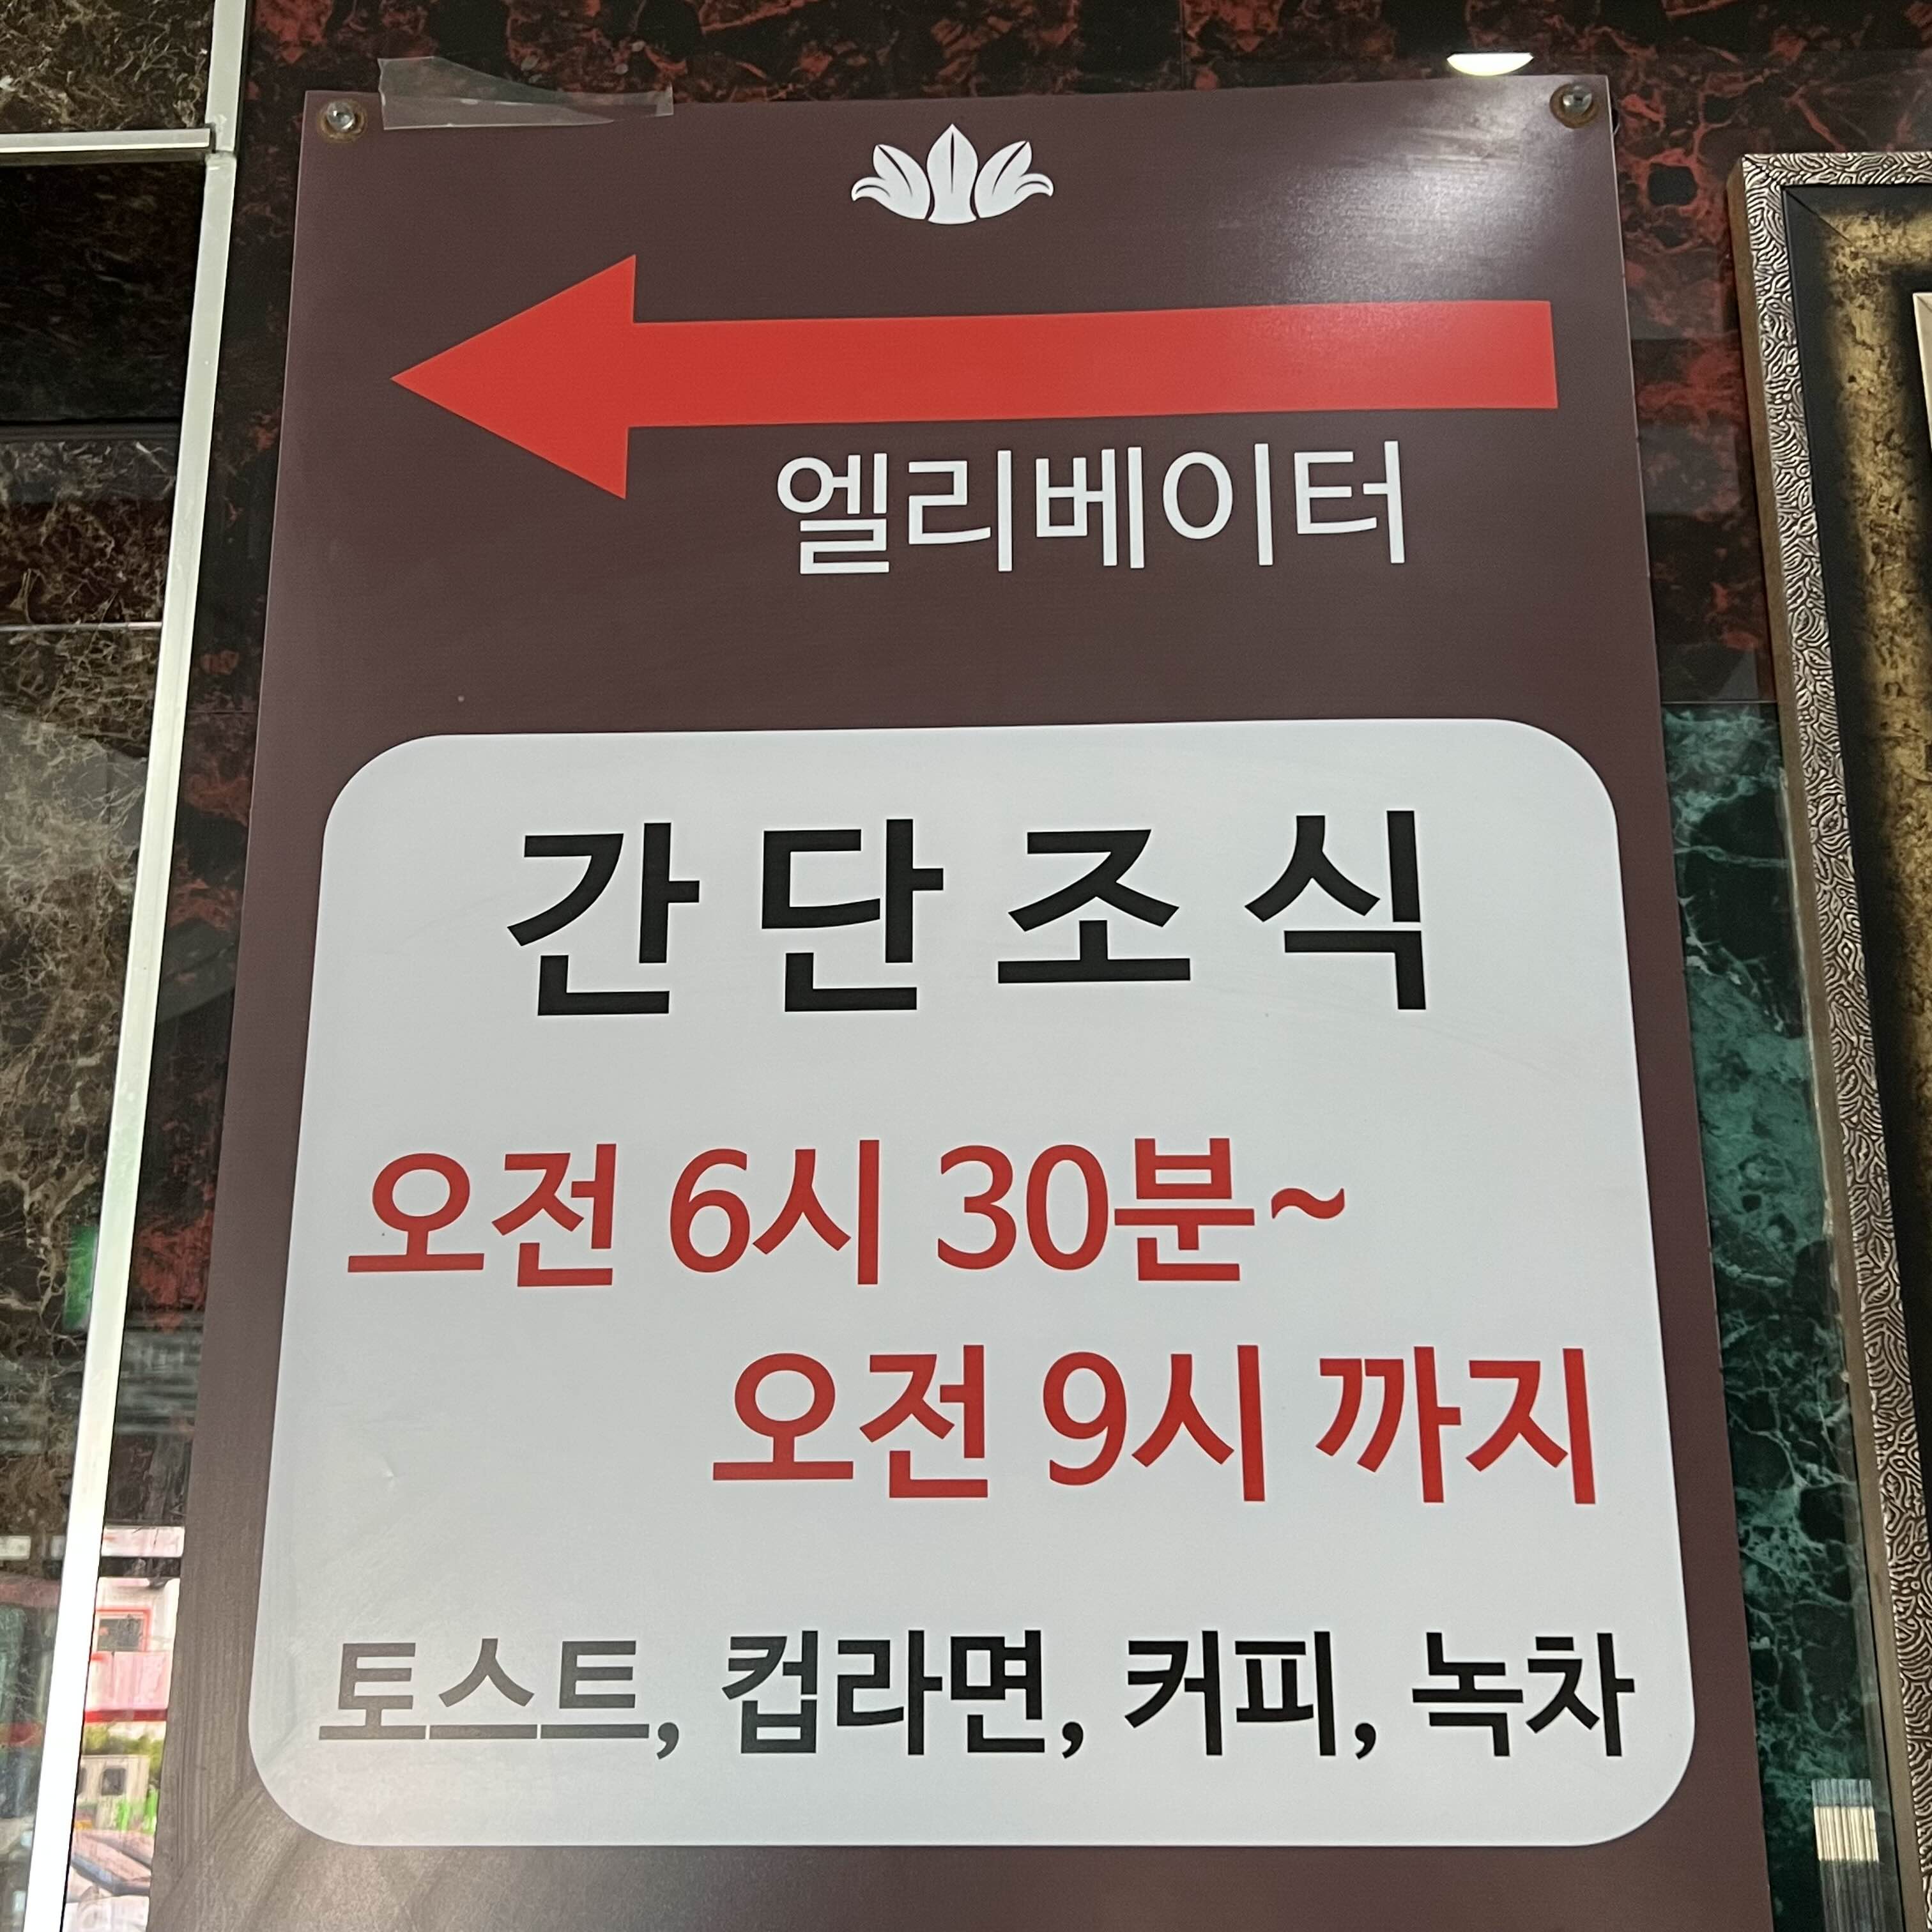 엘리베이터
간단조식
오전 6시 30분~
오전 9시 까지
토스트, 컵라면, 커피, 녹차